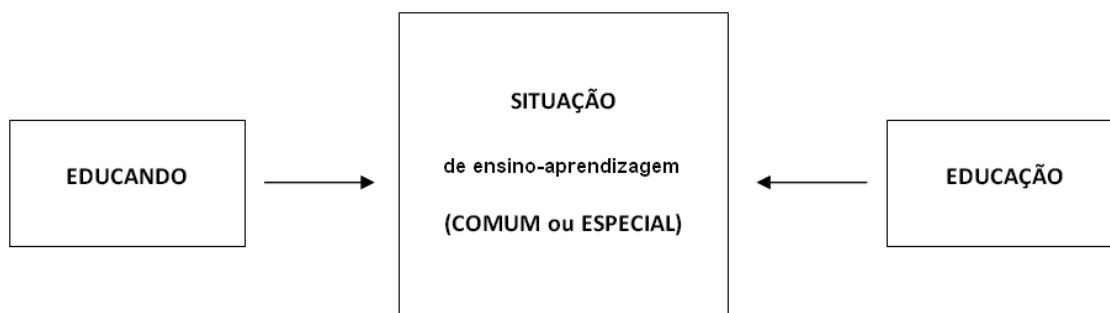 EDUCANDO
SITUAÇÃO
de ensino-aprendizagem
(COMUM ou ESPECIAL)
EDUCAÇÃO